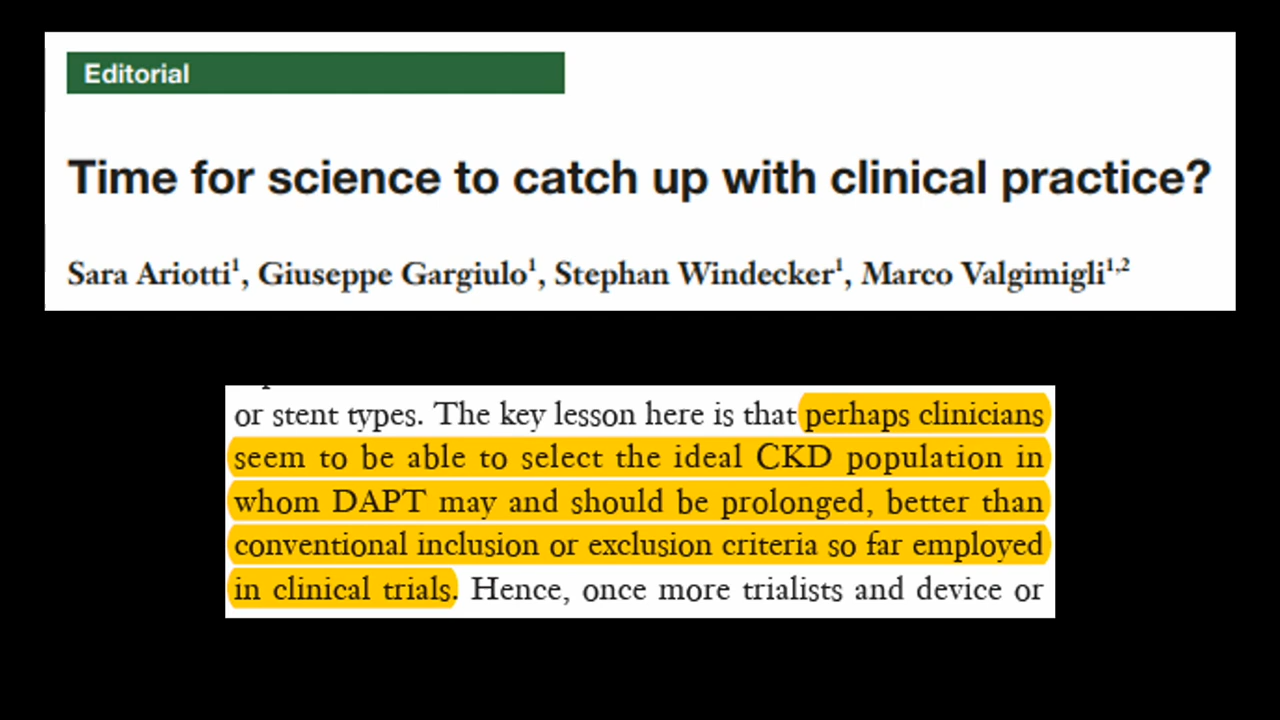 Editorial
Time for science to catch up with clinical practice?
Sara Ariotti¹, Giuseppe Gargiulo¹, Stephan Windecker¹, Marco Valgimigli¹,²
or stent types. The key lesson here is that perhaps clinicians
seem to be able to select the ideal CKD population in
whom DAPT may and should be prolonged, better than
conventional inclusion or exclusion criteria so far employed
in clinical trials. Hence, once more trialists and device or